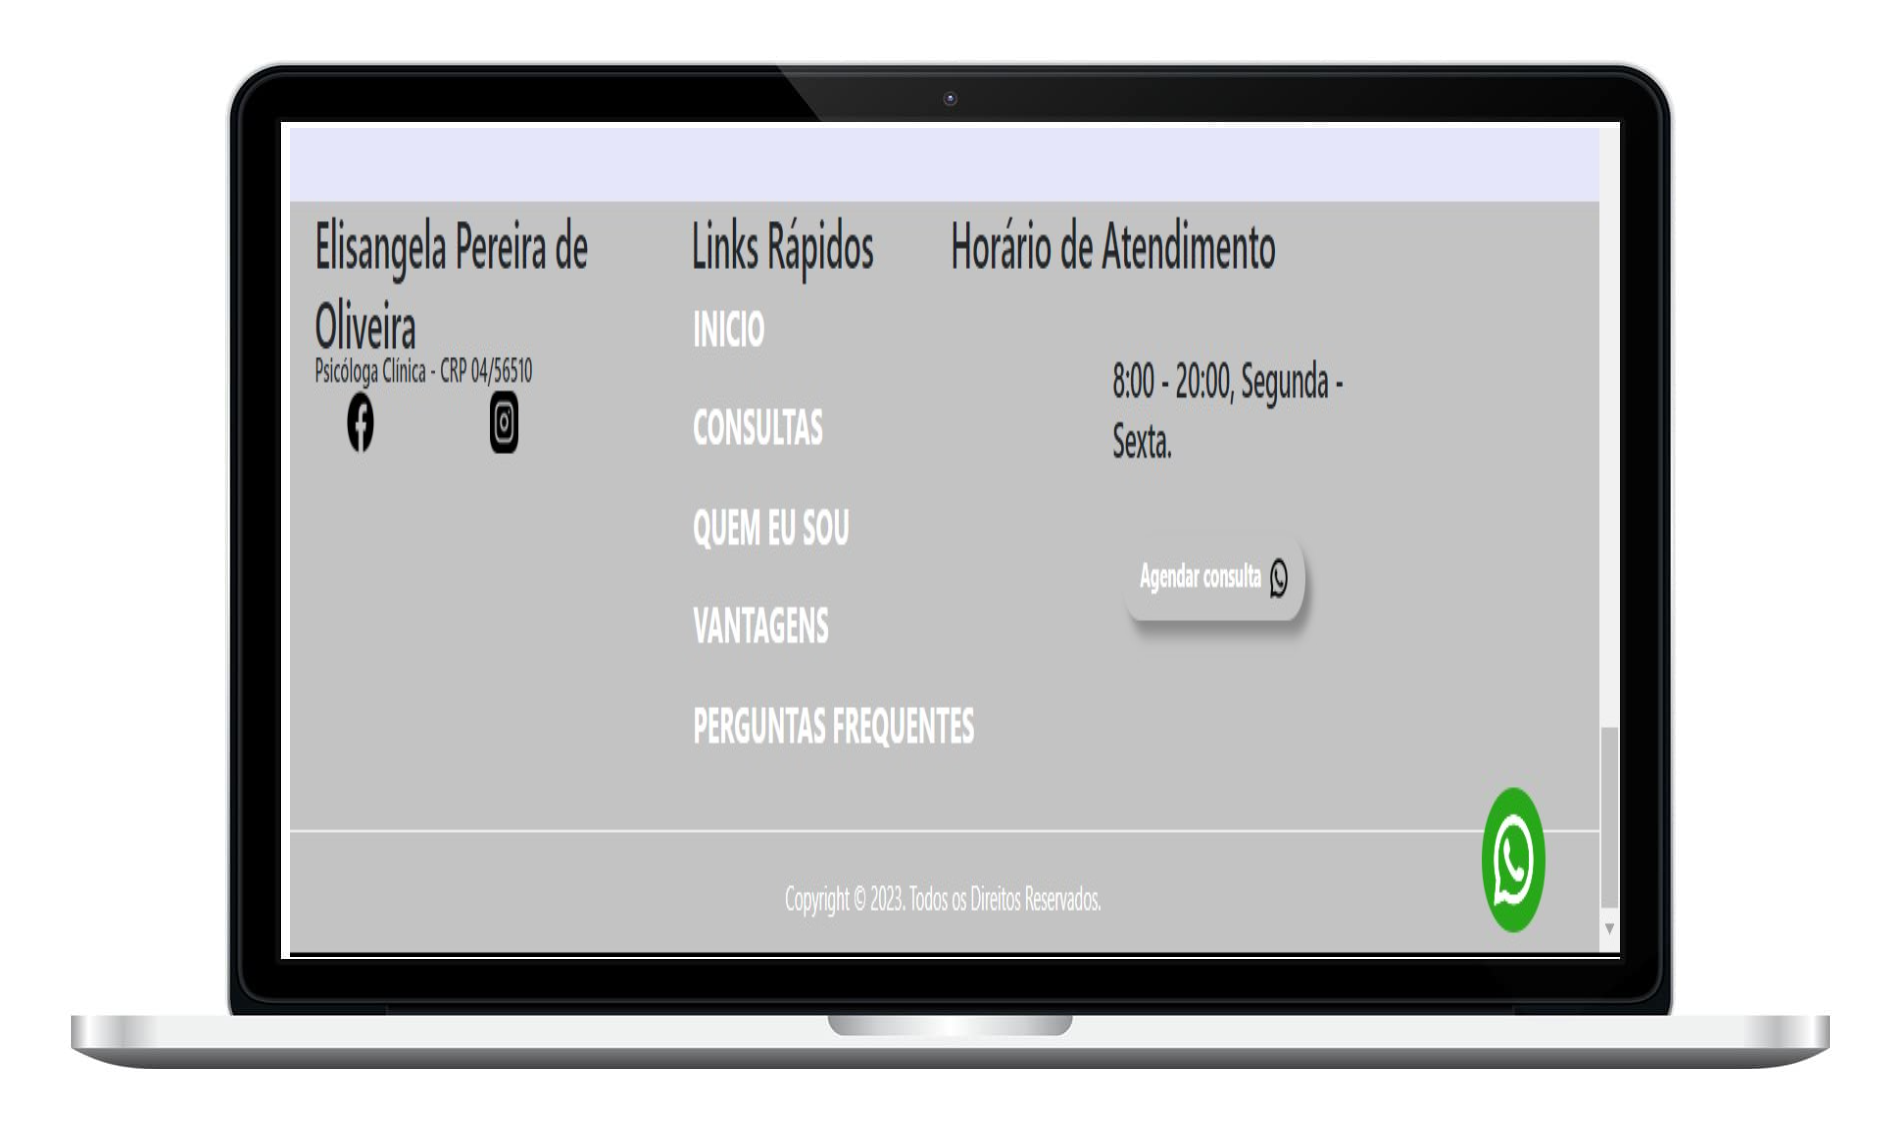 Elisangela Pereira de
Oliveira
Psicóloga Clínica - CRP 04/56510
Links Rápidos
INICIO
CONSULTAS
QUEM EU SOU
VANTAGENS
PERGUNTAS FREQUENTES
Horário de Atendimento
8:00 - 20:00, Segunda -
Sexta.
Agendar consulta
Copyright © 2023. Todos os Direitos Reservados.